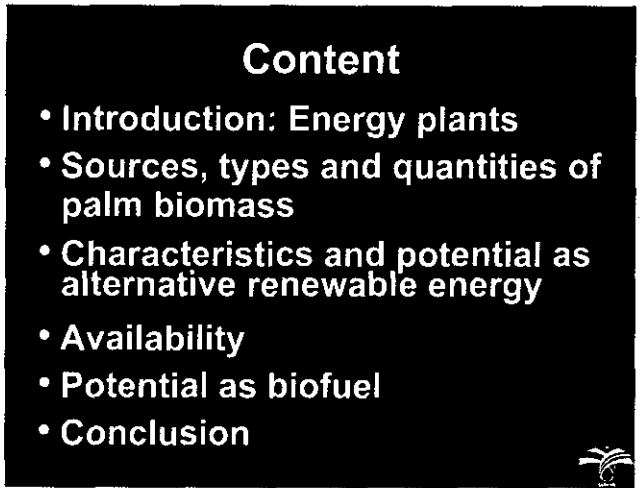 Content
• Introduction: Energy plants
• Sources, types and quantities of
palm biomass
• Characteristics and potential as
alternative renewable energy
• Availability
• Potential as biofuel
• Conclusion